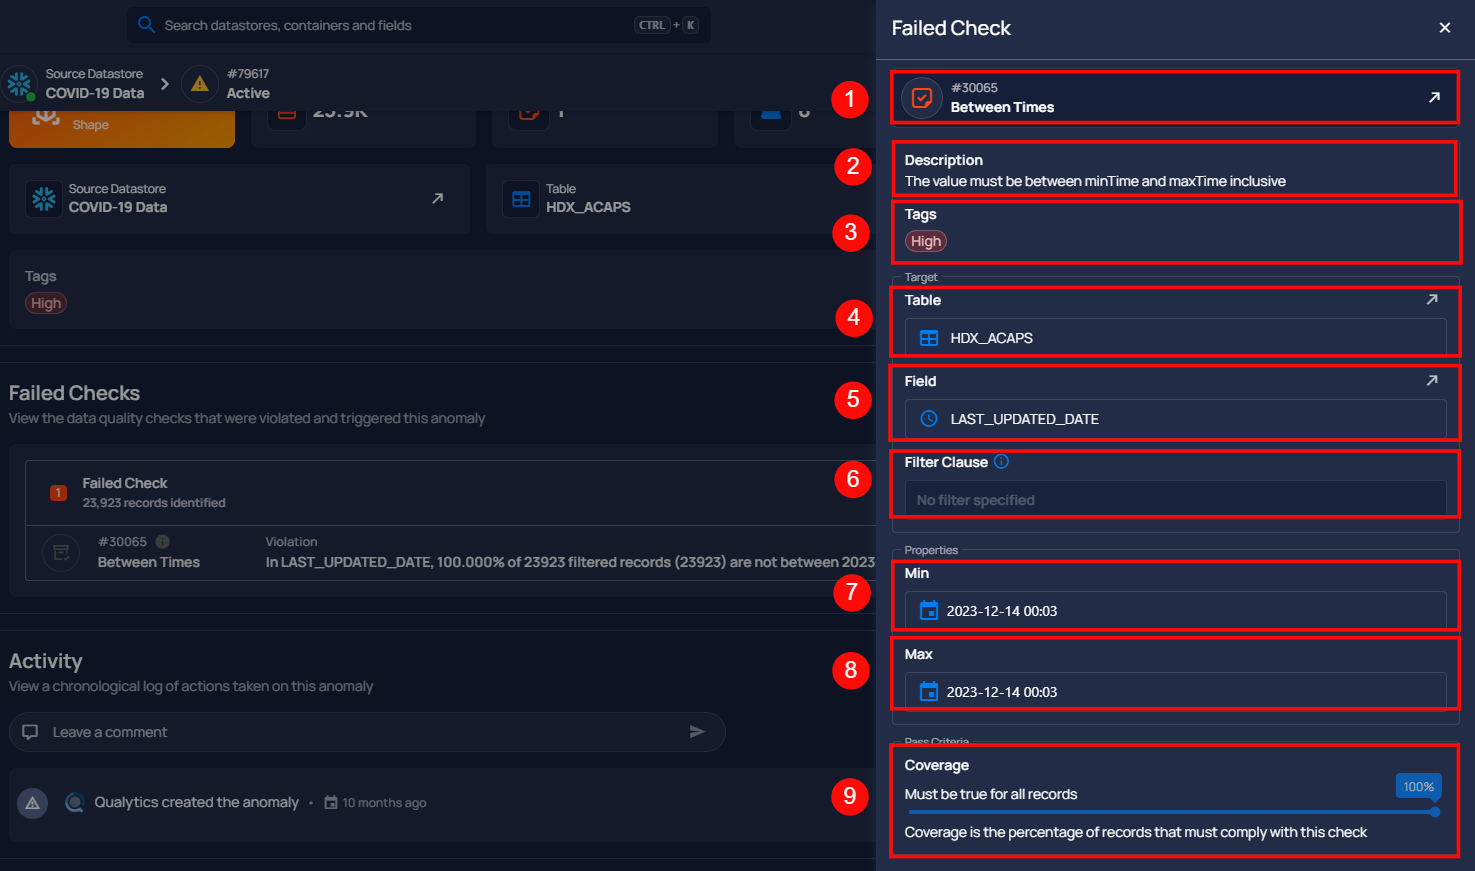 Search datastores, containers and fields
CTRL + K
Source Datastore
COVID-19 Data
#79617
Active
Shape
Source Datastore
COVID-19 Data
Table
HDX_ACAPS
Tags
High
Failed Checks
View the data quality checks that were violated and triggered this anomaly
1
Failed Check
23,923 records identified
#30065
Between Times
Violation
In LAST_UPDATED_DATE, 100.000% of 23923 filtered records (23923) are not between 2023
Activity
View a chronological log of actions taken on this anomaly
Leave a comment
Qualytics created the anomaly • 10 months ago
Failed Check
1
#30065
Between Times
2
Description
The value must be between minTime and maxTime inclusive
3
Tags
High
Target
4
Table
HDX_ACAPS
5
Field
LAST_UPDATED_DATE
6
Filter Clause
No filter specified
Properties
7
Min
2023-12-14 00:03
8
Max
2023-12-14 00:03
Pass Criteria
9
Coverage
Must be true for all records
100%
Coverage is the percentage of records that must comply with this check